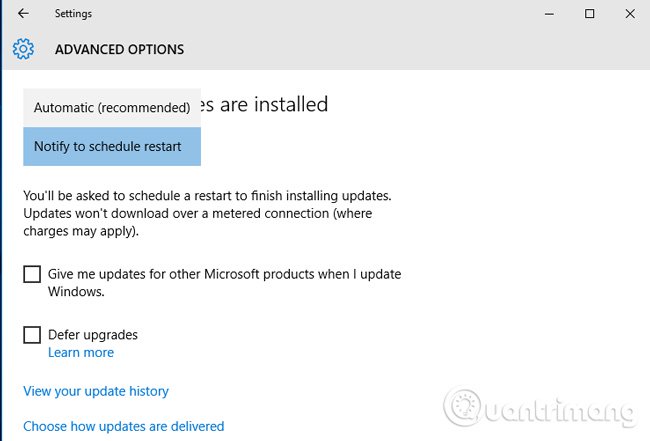 Settings
ADVANCED OPTIONS
Automatic (recommended)
es are installed
Notify to schedule restart
You'll be asked to schedule a restart to finish installing updates.
Updates won't download over a metered connection (where
charges may apply).
Give me updates for other Microsoft products when I update
Windows.
Defer upgrades
Learn more
View your update history
Choose how updates are delivered
Quantrimang